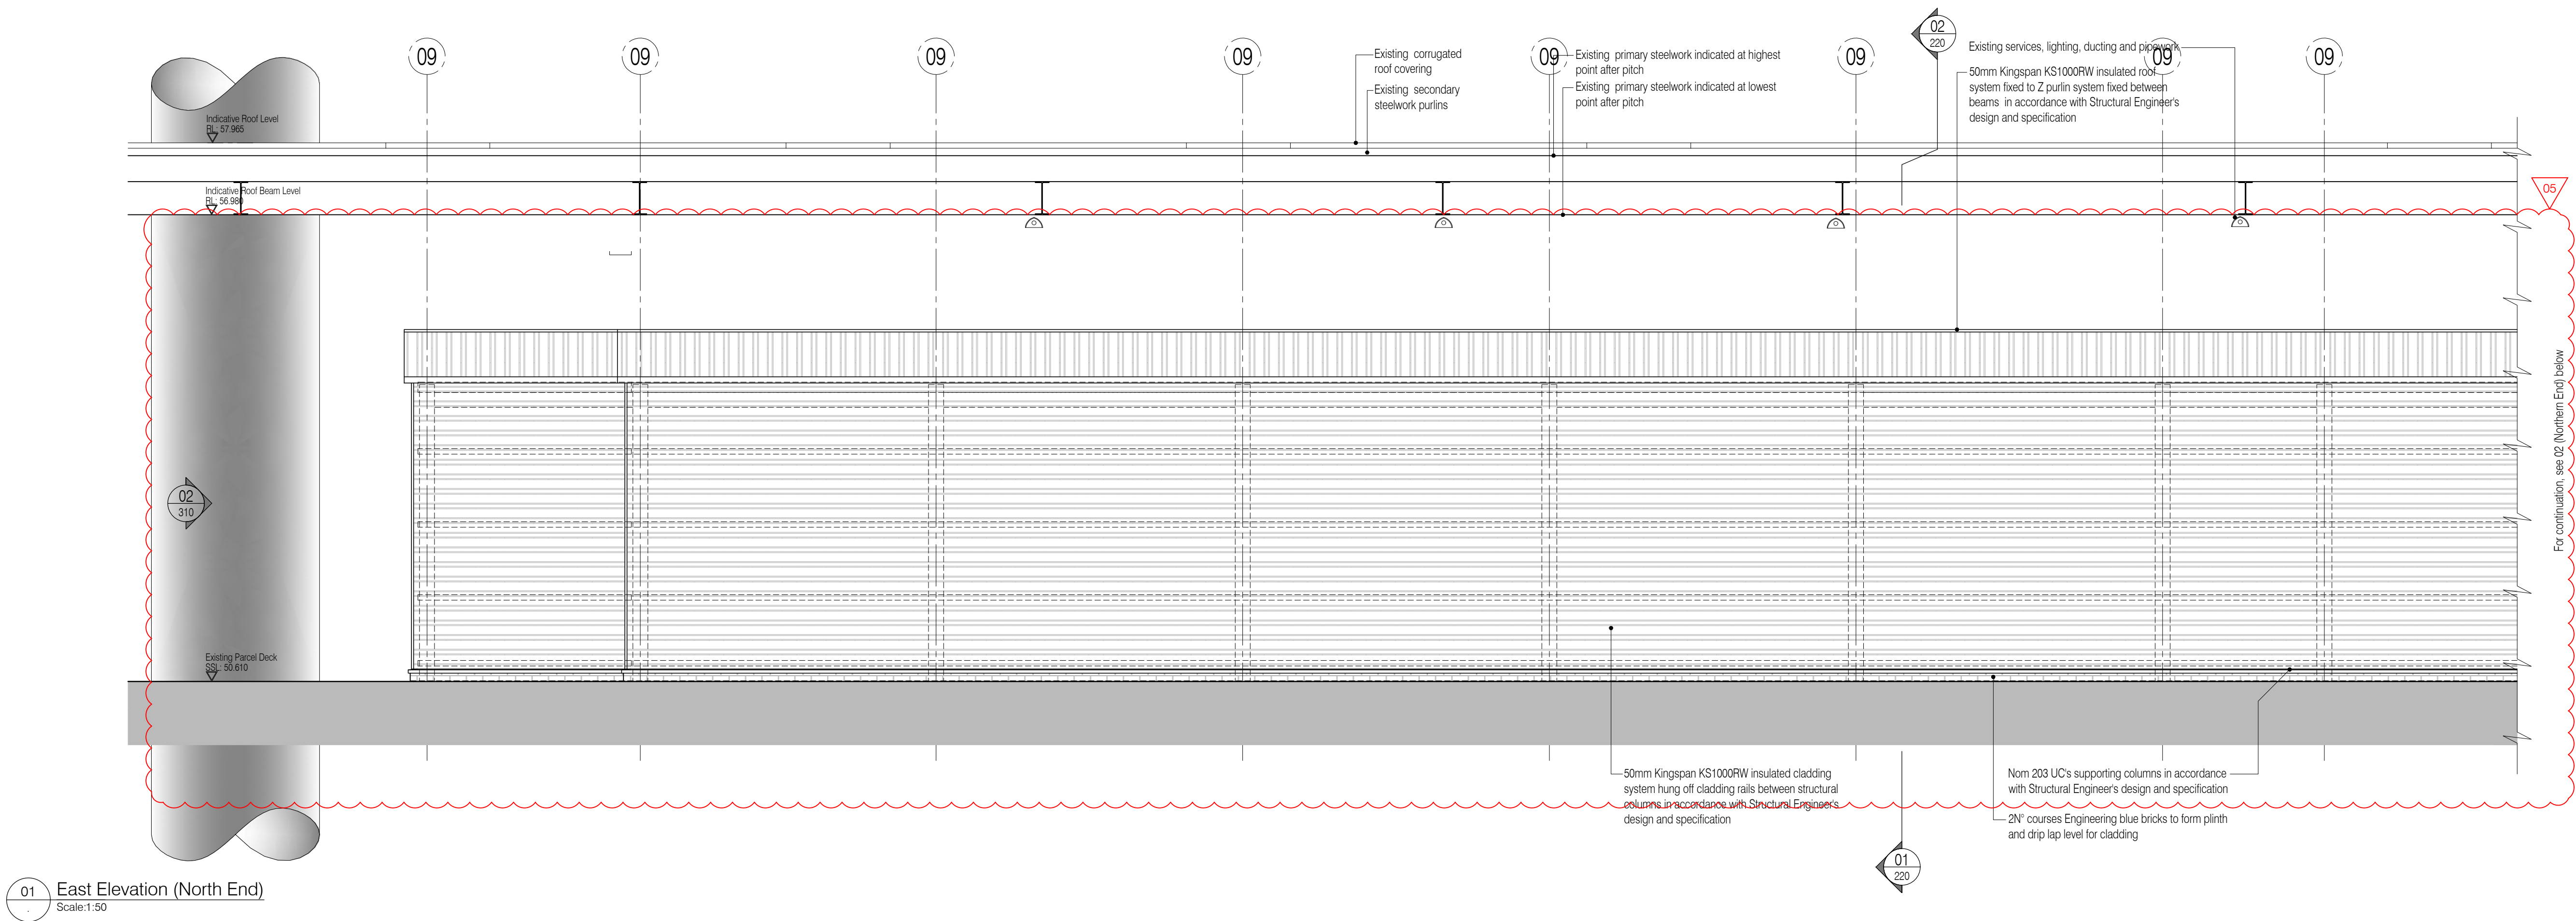 02
220
09
09
09
09
09
09
09
09
Existing corrugated
roof covering
Existing secondary
steelwork purlins
Existing primary steelwork indicated at highest
point after pitch
Existing primary steelwork indicated at lowest
point after pitch
Existing services, lighting, ducting and pipework
50mm Kingspan KS1000RW insulated roof
system fixed to Z purlin system fixed between
beams in accordance with Structural Engineer's
design and specification
Indicative Roof Level
RL: 57.965
Indicative Roof Beam Level
RL: 56.980
05
For continuation, see 02 (Northern End) below
02
310
Existing Parcel Deck
SSL: 50.610
50mm Kingspan KS1000RW insulated cladding
system hung off cladding rails between structural
columns in accordance with Structural Engineer's
design and specification
Nom 203 UC's supporting columns in accordance
with Structural Engineer's design and specification
2N° courses Engineering blue bricks to form plinth
and drip lap level for cladding
01
220
01
East Elevation (North End)
Scale:1:50